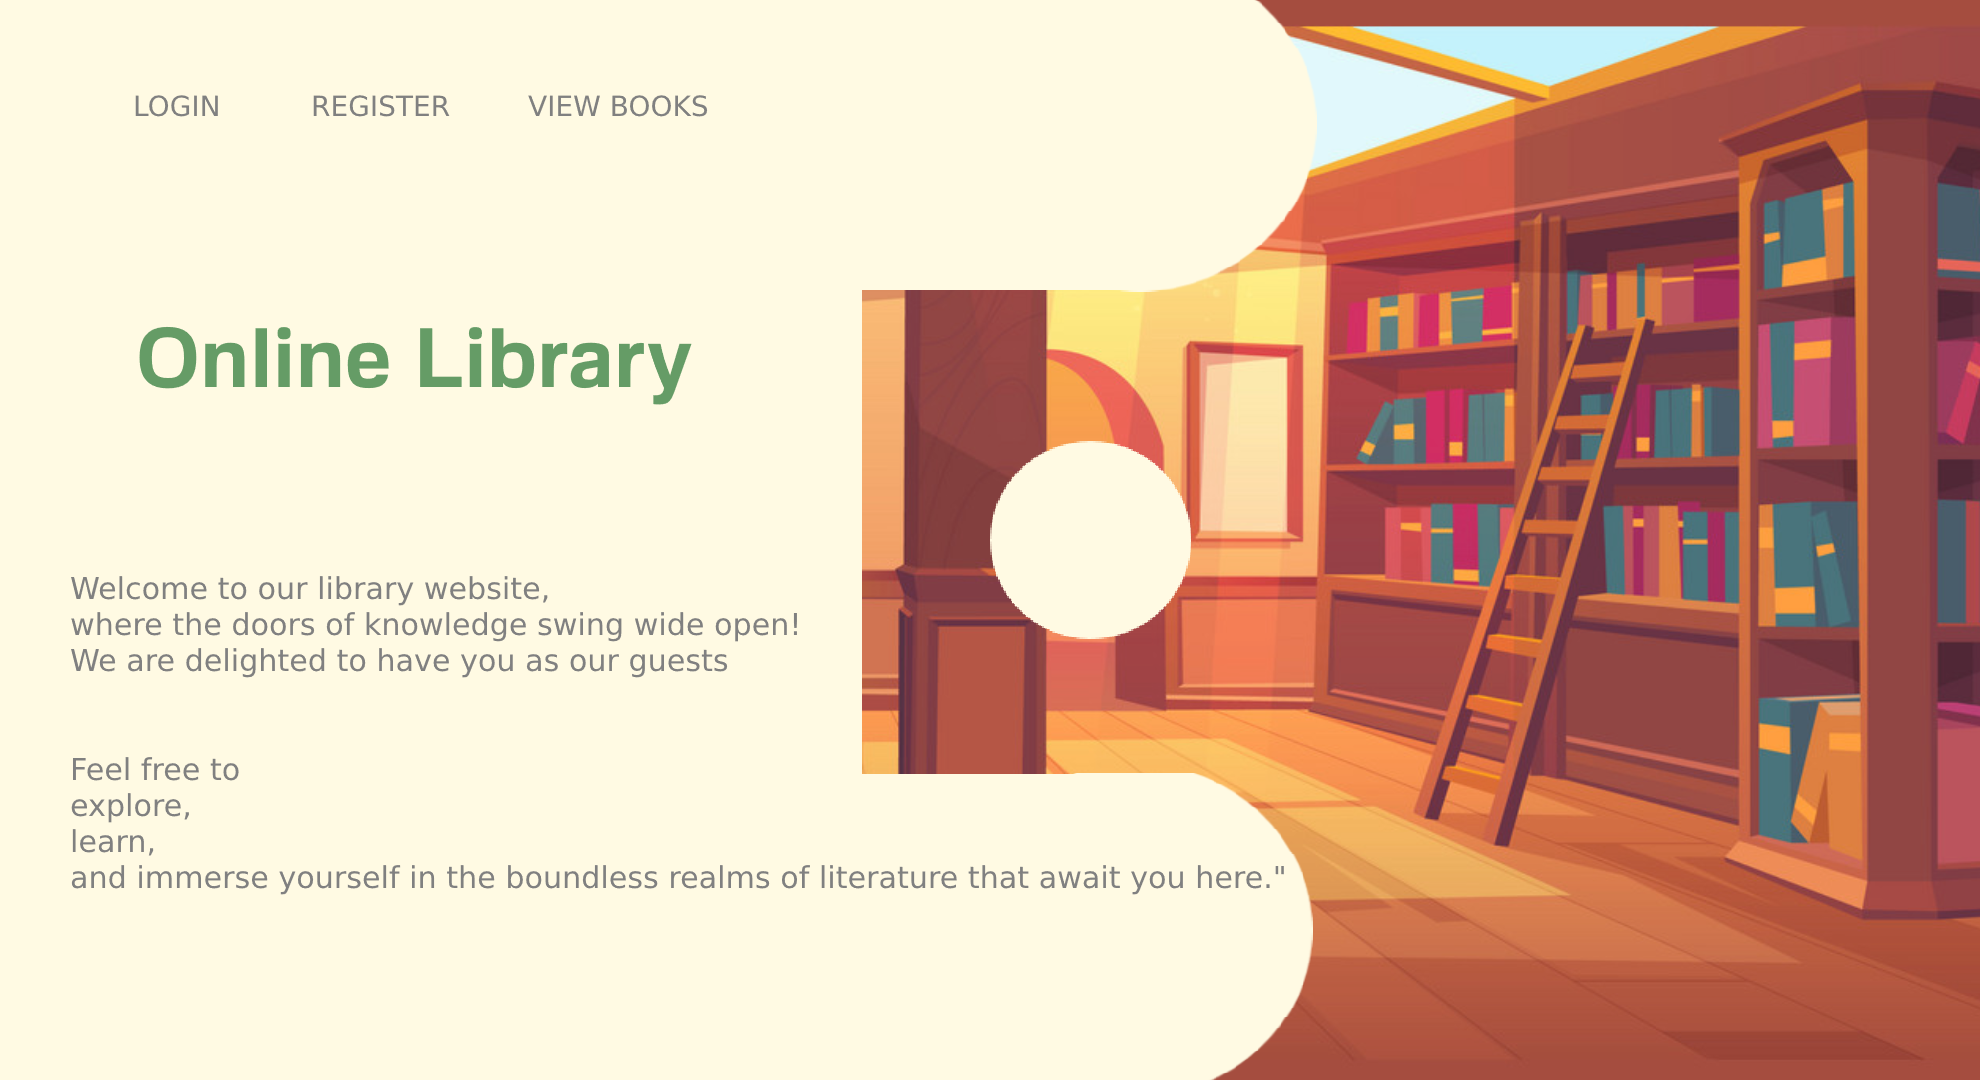 LOGIN REGISTER VIEW BOOKS
Online Library
Welcome to our library website,
where the doors of knowledge swing wide open!
We are delighted to have you as our guests
Feel free to
explore,
learn,
and immerse yourself in the boundless realms of literature that await you here."